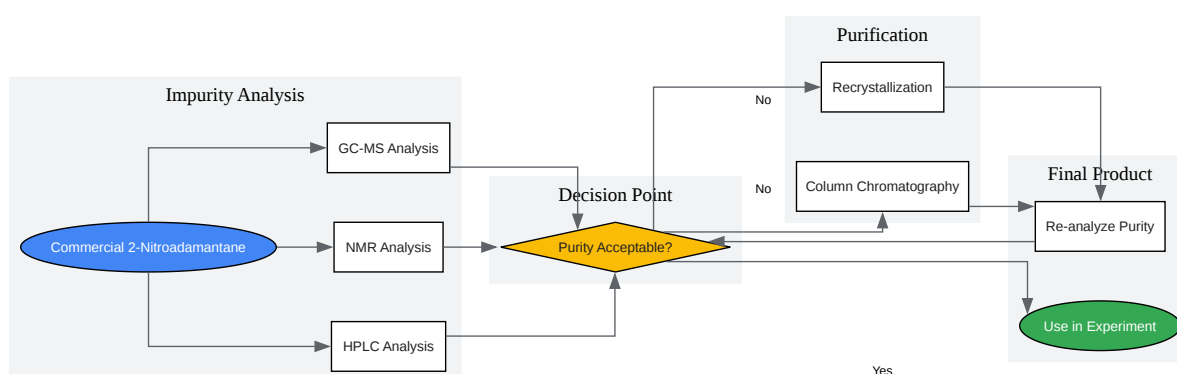 Purification
Impurity Analysis
Recrystallization
No
GC-MS Analysis
Decision Point
No
Column Chromatography
Final Product
Commercial 2-Nitroadamantane
NMR Analysis
Purity Acceptable?
Re-analyze Purity
HPLC Analysis
Use in Experiment
Yes